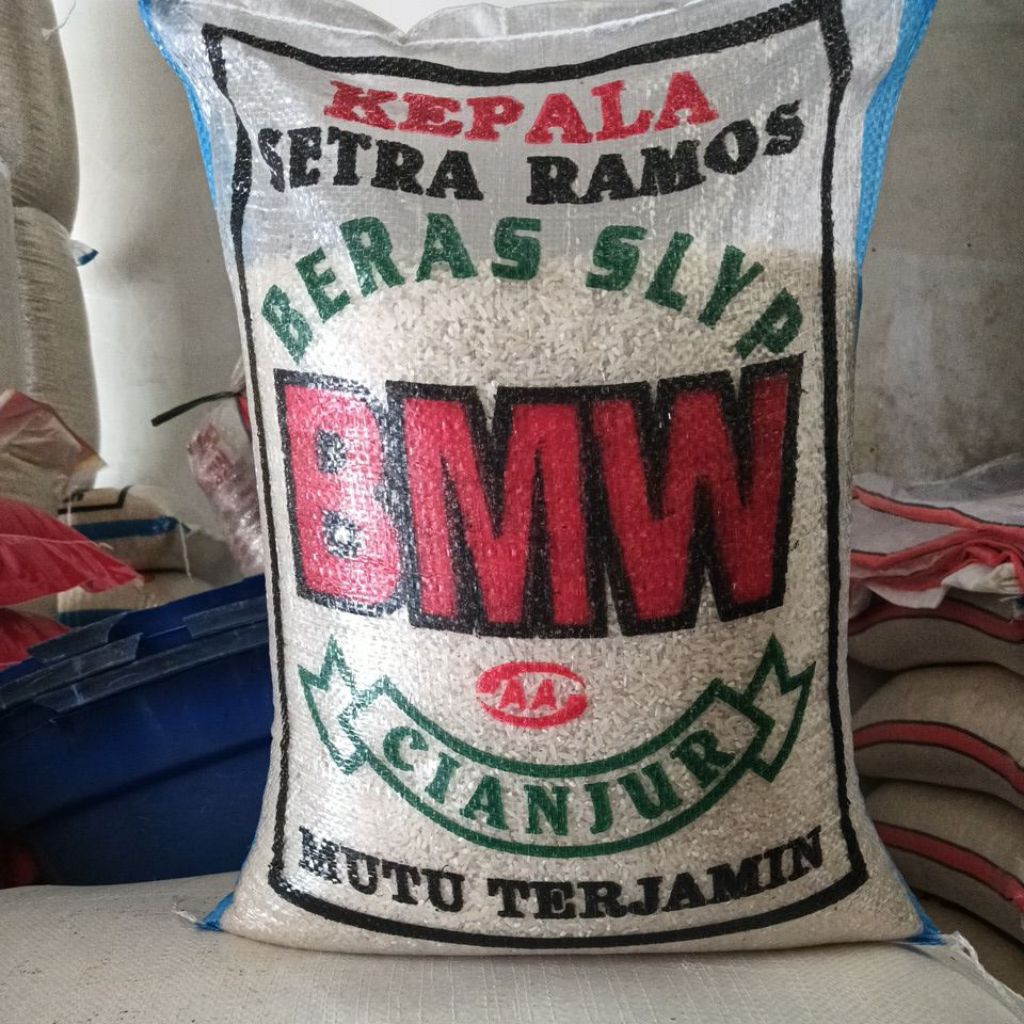 KEPALA
SETRA RAMOS
BERAS SLYP
BMW
AA
CIANJUR
MUTU TERJAMIN